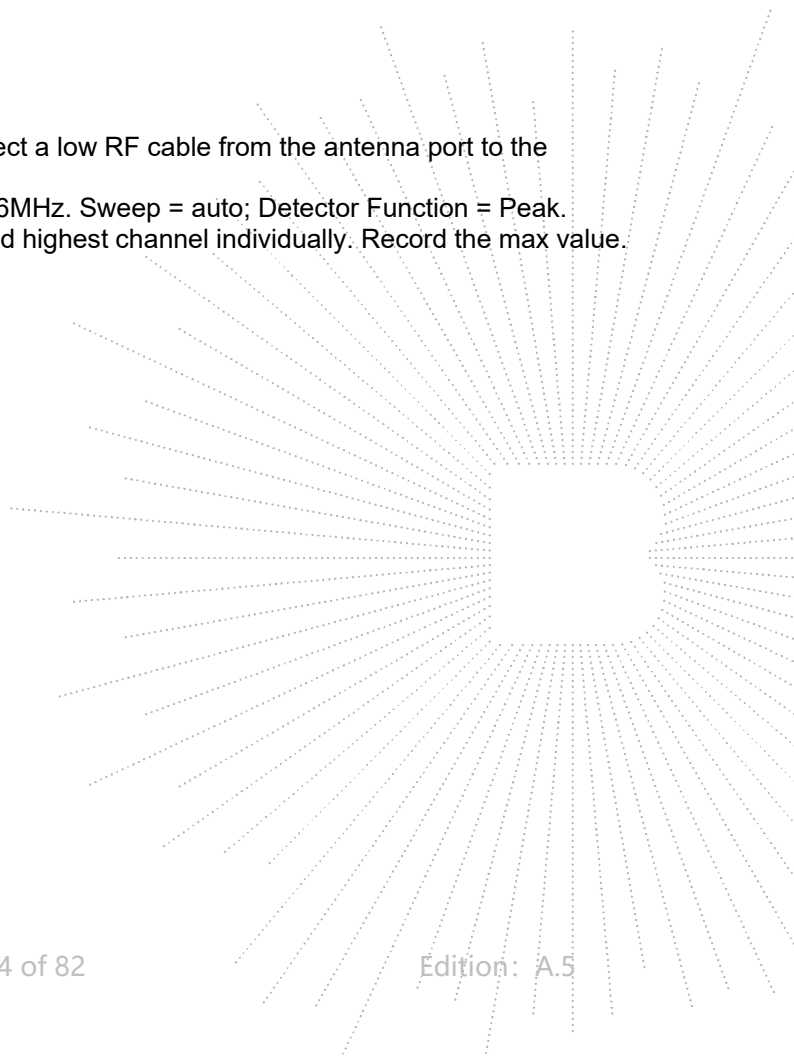 ect a low RF cable from the antenna port to the
6MHz. Sweep = auto; Detector Function = Peak.
d highest channel individually. Record the max value.
4 of 82 Edition: A.5